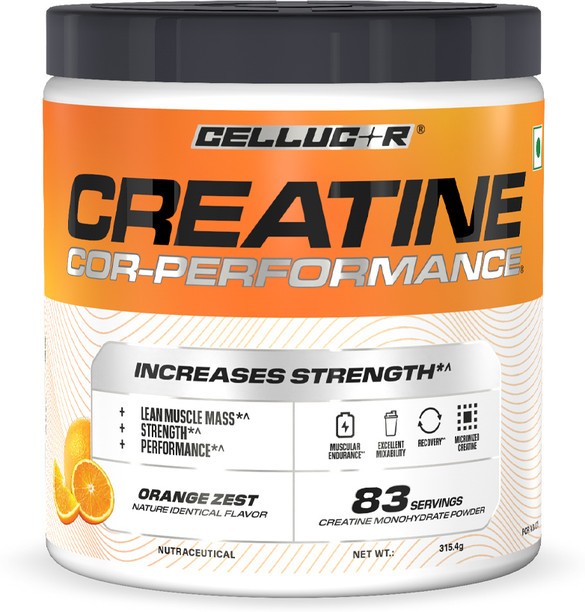 CELLUCOR®
CREATINE
COR-PERFORMANCE®
INCREASES STRENGTH*^
+ LEAN MUSCLE MASS*^
+ STRENGTH*^
+ PERFORMANCE*^
MUSCULAR
ENDURANCE*^
EXCELLENT
MIXABILITY
RECOVERY*^
MICRONIZED
CREATINE
ORANGE ZEST
NATURE IDENTICAL FLAVOR
83 SERVINGS
CREATINE MONOHYDRATE POWDER
NUTRACEUTICAL
NET WT.: 315.4g